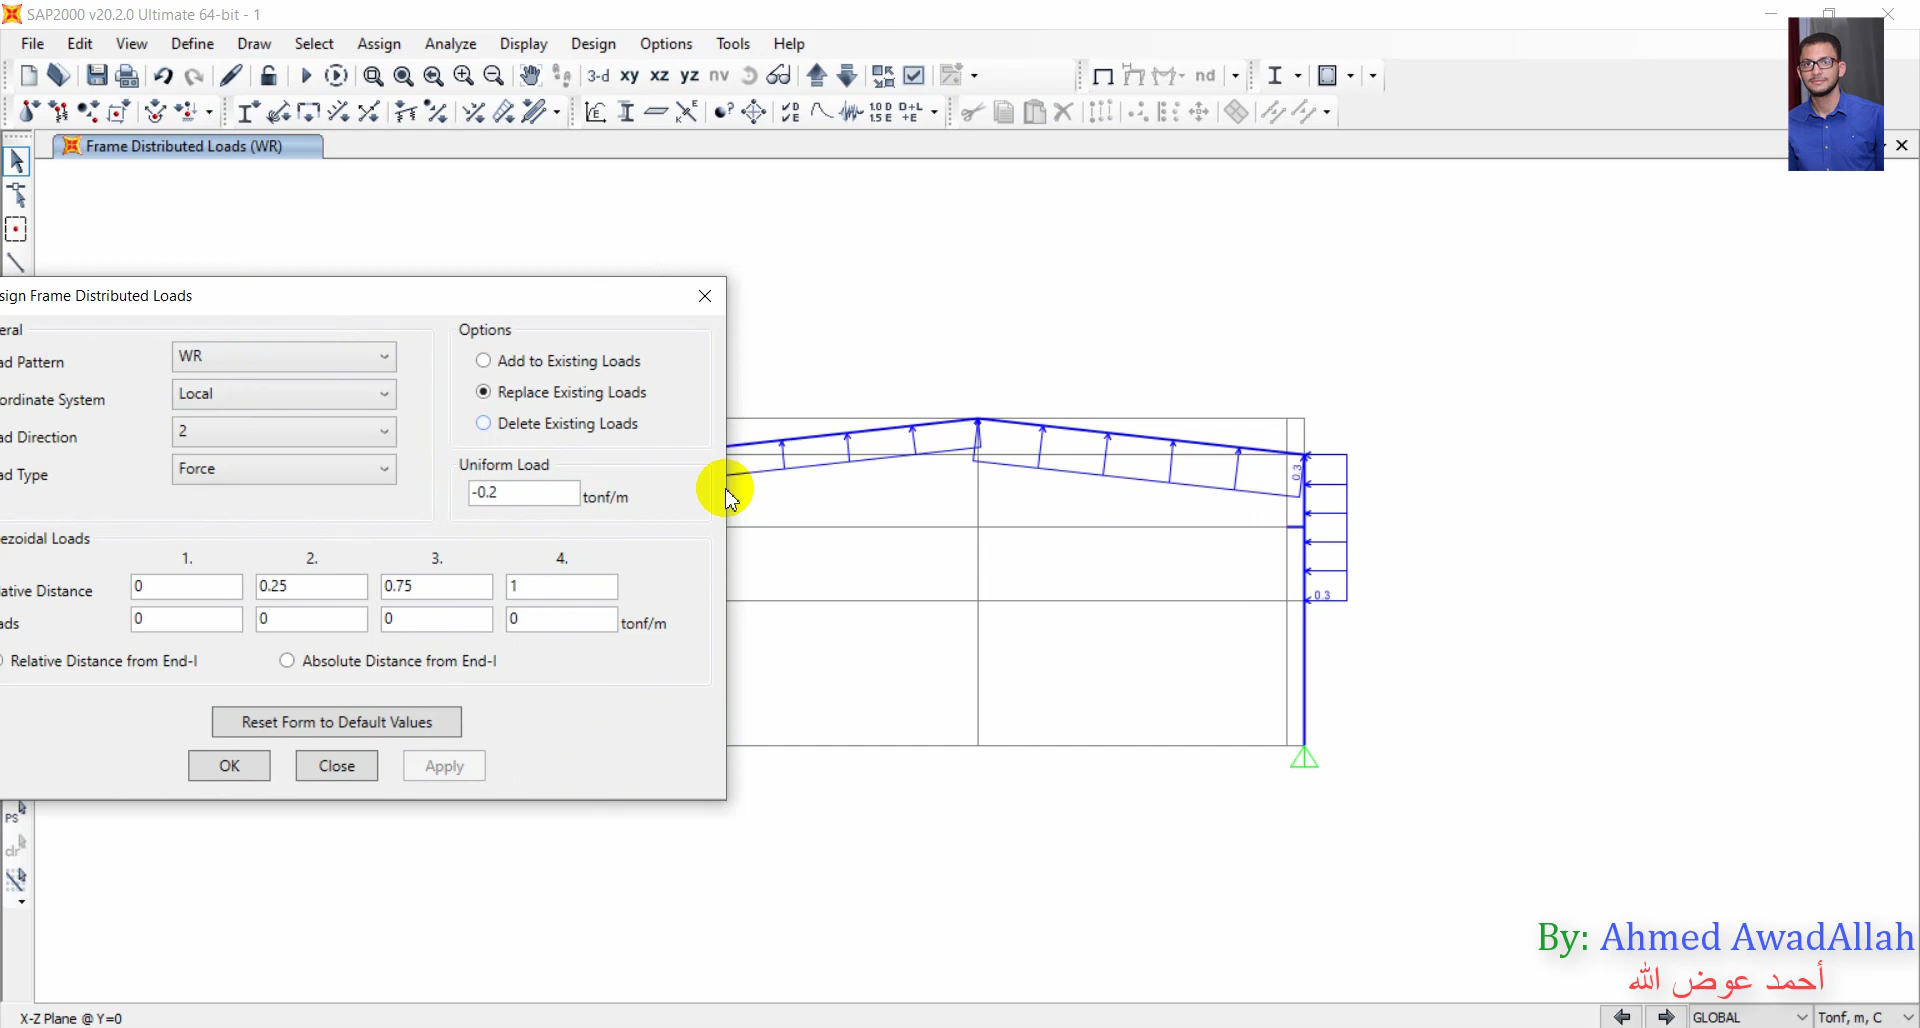 SAP2000 v20.2.0 Ultimate 64-bit - 1
File Edit View Define Draw Select Assign Analyze Display Design Options Tools Help
3-d xy xz yz nv nd
Frame Distributed Loads (WR)
sign Frame Distributed Loads
eral
ad Pattern WR
ordinate System Local
ad Direction 2
ad Type Force
Options
Add to Existing Loads
Replace Existing Loads
Delete Existing Loads
Uniform Load
-0.2 tonf/m
ezoidal Loads
1. 2. 3. 4.
lative Distance 0 0.25 0.75 1
ads 0 0 0 0 tonf/m
Relative Distance from End-I Absolute Distance from End-I
Reset Form to Default Values
OK Close Apply
0.3
0.3
PS
dr
By: Ahmed AwadAllah
أحمد عوض الله
X-Z Plane @ Y=0
GLOBAL
Tonf, m, C